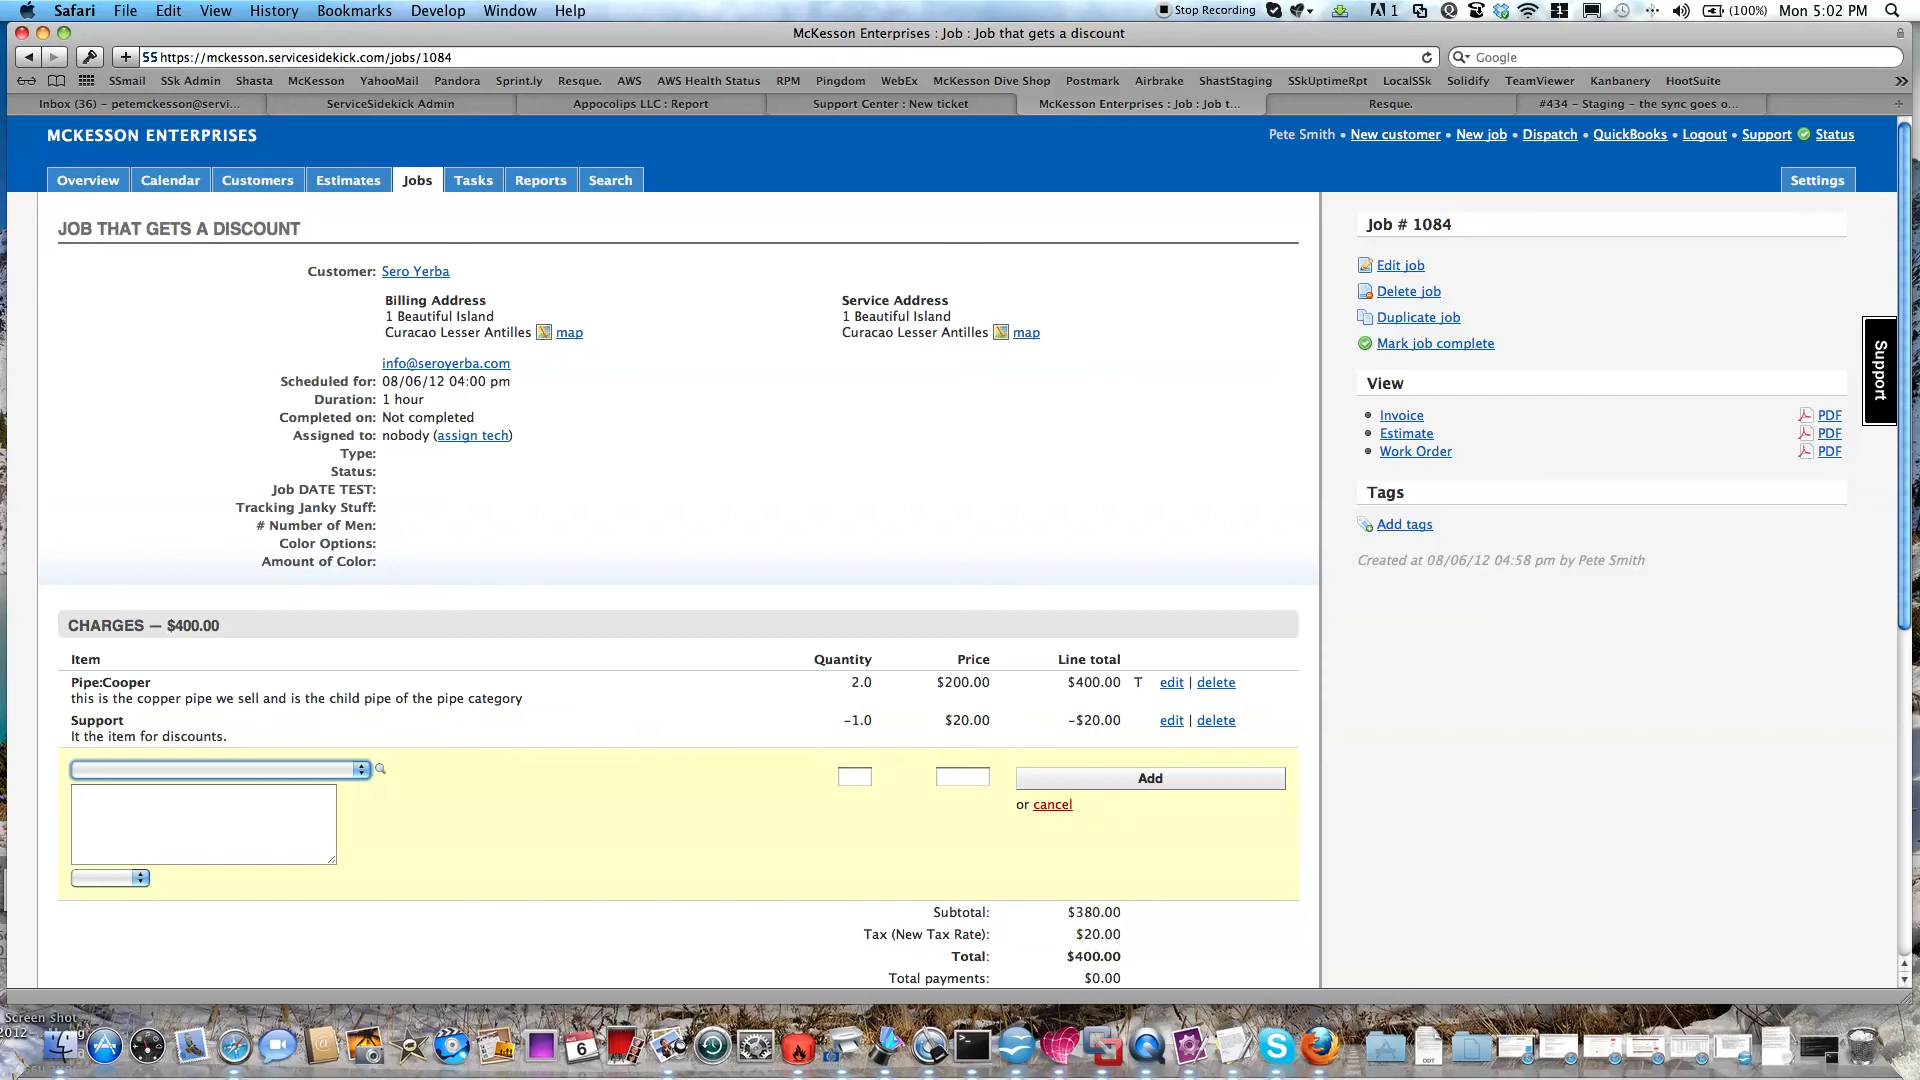 Safari File Edit View History Bookmarks Develop Window Help Stop Recording 1 (100%) Mon 5:02 PM
McKesson Enterprises : Job : Job that gets a discount
SS https://mckesson.servicesidekick.com/jobs/1084 Google
SSmail SSk Admin Shasta McKesson YahooMail Pandora Sprint.ly Resque. AWS AWS Health Status RPM Pingdom WebEx McKesson Dive Shop Postmark Airbrake ShastStaging SSkUptimeRpt LocalSSk Solidify TeamViewer Kanbanery HootSuite
Inbox (36) – petemckesson@servi... ServiceSidekick Admin Appocolips LLC : Report Support Center : New ticket McKesson Enterprises : Job : Job t... Resque. #434 – Staging – the sync goes o...
MCKESSON ENTERPRISES
Pete Smith • New customer • New job • Dispatch • QuickBooks • Logout • Support Status
Overview Calendar Customers Estimates Jobs Tasks Reports Search Settings
JOB THAT GETS A DISCOUNT
Customer: Sero Yerba
Billing Address Service Address
1 Beautiful Island 1 Beautiful Island
Curacao Lesser Antilles map Curacao Lesser Antilles map
info@seroyerba.com
Scheduled for: 08/06/12 04:00 pm
Duration: 1 hour
Completed on: Not completed
Assigned to: nobody (assign tech)
Type:
Status:
Job DATE TEST:
Tracking Janky Stuff:
# Number of Men:
Color Options:
Amount of Color:
CHARGES — $400.00
Item Quantity Price Line total
Pipe:Cooper 2.0 $200.00 $400.00 T edit | delete
this is the copper pipe we sell and is the child pipe of the pipe category
Support −1.0 $20.00 −$20.00 edit | delete
It the item for discounts.
Add
or cancel
Subtotal: $380.00
Tax (New Tax Rate): $20.00
Total: $400.00
Total payments: $0.00
Job # 1084
Edit job
Delete job
Duplicate job
Mark job complete
View
Invoice PDF
Estimate PDF
Work Order PDF
Tags
Add tags
Created at 08/06/12 04:58 pm by Pete Smith
Support
Screen shot